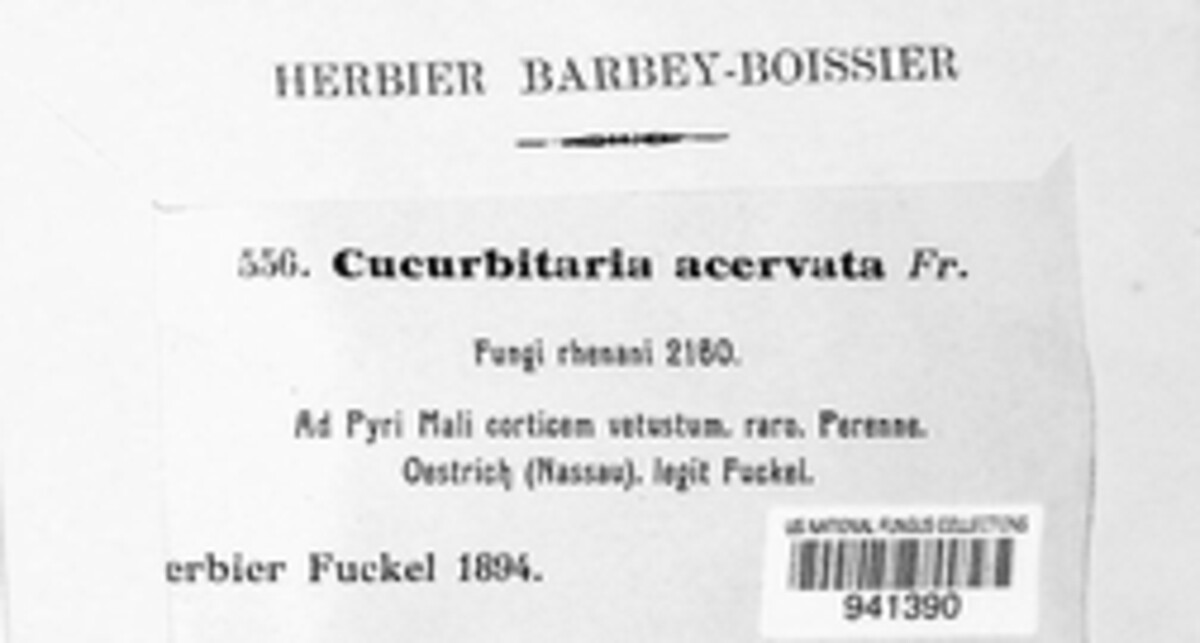 HERBIER BARBEY-BOISSIER
556. Cucurbitaria acervata Fr.
Fungi rhenani 2160.
Ad Pyri Mali corticem vetustum. raro. Perenne.
Oestrich (Nassau). legit Fuckel.
erbier Fuckel 1894.
US NATIONAL FUNGUS COLLECTIONS
941390